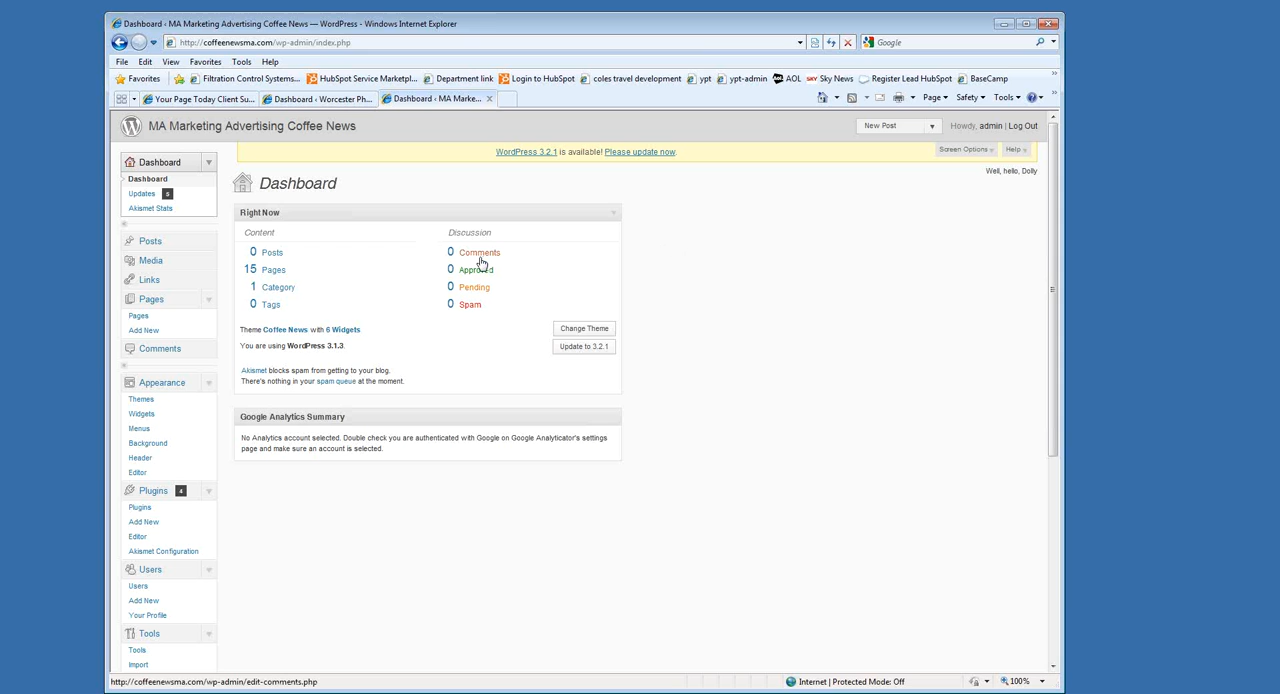 Dashboard ‹ MA Marketing Advertising Coffee News — WordPress - Windows Internet Explorer
http://coffeenewsma.com/wp-admin/index.php
Google
File Edit View Favorites Tools Help
Favorites Filtration Control Systems... HubSpot Service Marketpl... Department link Login to HubSpot coles travel development ypt ypt-admin AOL SKY Sky News Register Lead HubSpot BaseCamp
Your Page Today Client Su... Dashboard ‹ Worcester Ph... Dashboard ‹ MA Marke... x Page Safety Tools
MA Marketing Advertising Coffee News New Post Howdy, admin | Log Out
WordPress 3.2.1 is available! Please update now.
Screen Options Help
Well, hello, Dolly
Dashboard
Dashboard
Updates 5
Akismet Stats
Posts
Media
Links
Pages
Pages
Add New
Comments
Appearance
Themes
Widgets
Menus
Background
Header
Editor
Plugins 4
Plugins
Add New
Editor
Akismet Configuration
Users
Users
Add New
Your Profile
Tools
Tools
Import
Dashboard
Right Now
Content Discussion
0 Posts 0 Comments
15 Pages 0 Approved
1 Category 0 Pending
0 Tags 0 Spam
Theme Coffee News with 6 Widgets Change Theme
You are using WordPress 3.1.3. Update to 3.2.1
Akismet blocks spam from getting to your blog.
There's nothing in your spam queue at the moment.
Google Analytics Summary
No Analytics account selected. Double check you are authenticated with Google on Google Analyticator's settings
page and make sure an account is selected.
http://coffeenewsma.com/wp-admin/edit-comments.php Internet | Protected Mode: Off 100%